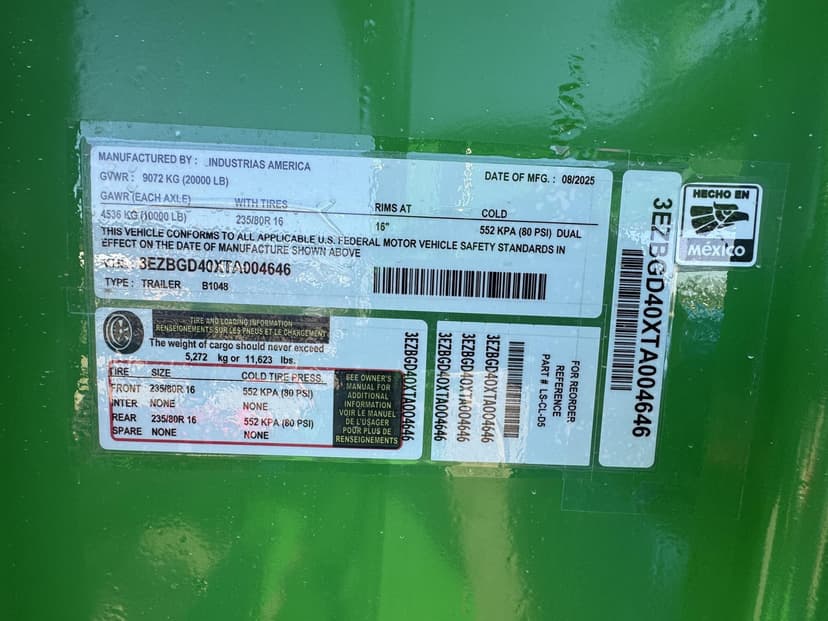 MANUFACTURED BY : INDUSTRIAS AMERICA
GVWR : 9072 KG (20000 LB)
DATE OF MFG. : 08/2025
GAWR (EACH AXLE) WITH TIRES RIMS AT COLD
4536 KG (10000 LB) 235/80R 16 16" 552 KPA (80 PSI) DUAL
THIS VEHICLE CONFORMS TO ALL APPLICABLE U.S. FEDERAL MOTOR VEHICLE SAFETY STANDARDS IN
EFFECT ON THE DATE OF MANUFACTURE SHOWN ABOVE
3EZBGD40XTA004646
TYPE : TRAILER B1048
TIRE AND LOADING INFORMATION
RENSEIGNEMENTS SUR LES PNEUS ET LE CHARGEMENT
The weight of cargo should never exceed
5,272 kg or 11,623 lbs.
TIRE SIZE COLD TIRE PRESS.
FRONT 235/80R 16 552 KPA (80 PSI)
INTER NONE NONE
REAR 235/80R 16 552 KPA (80 PSI)
SPARE NONE NONE
SEE OWNER'S
MANUAL FOR
ADDITIONAL
INFORMATION
VOIR LE MANUEL
DE L'USAGER
POUR PLUS DE
RENSEIGNEMENTS
3EZBGD40XTA004646
3EZBGD40XTA004646
3EZBGD40XTA004646
3EZBGD40XTA004646
FOR REORDER
REFERENCE
PART # LS-CL-05
3EZBGD40XTA004646
HECHO EN
México